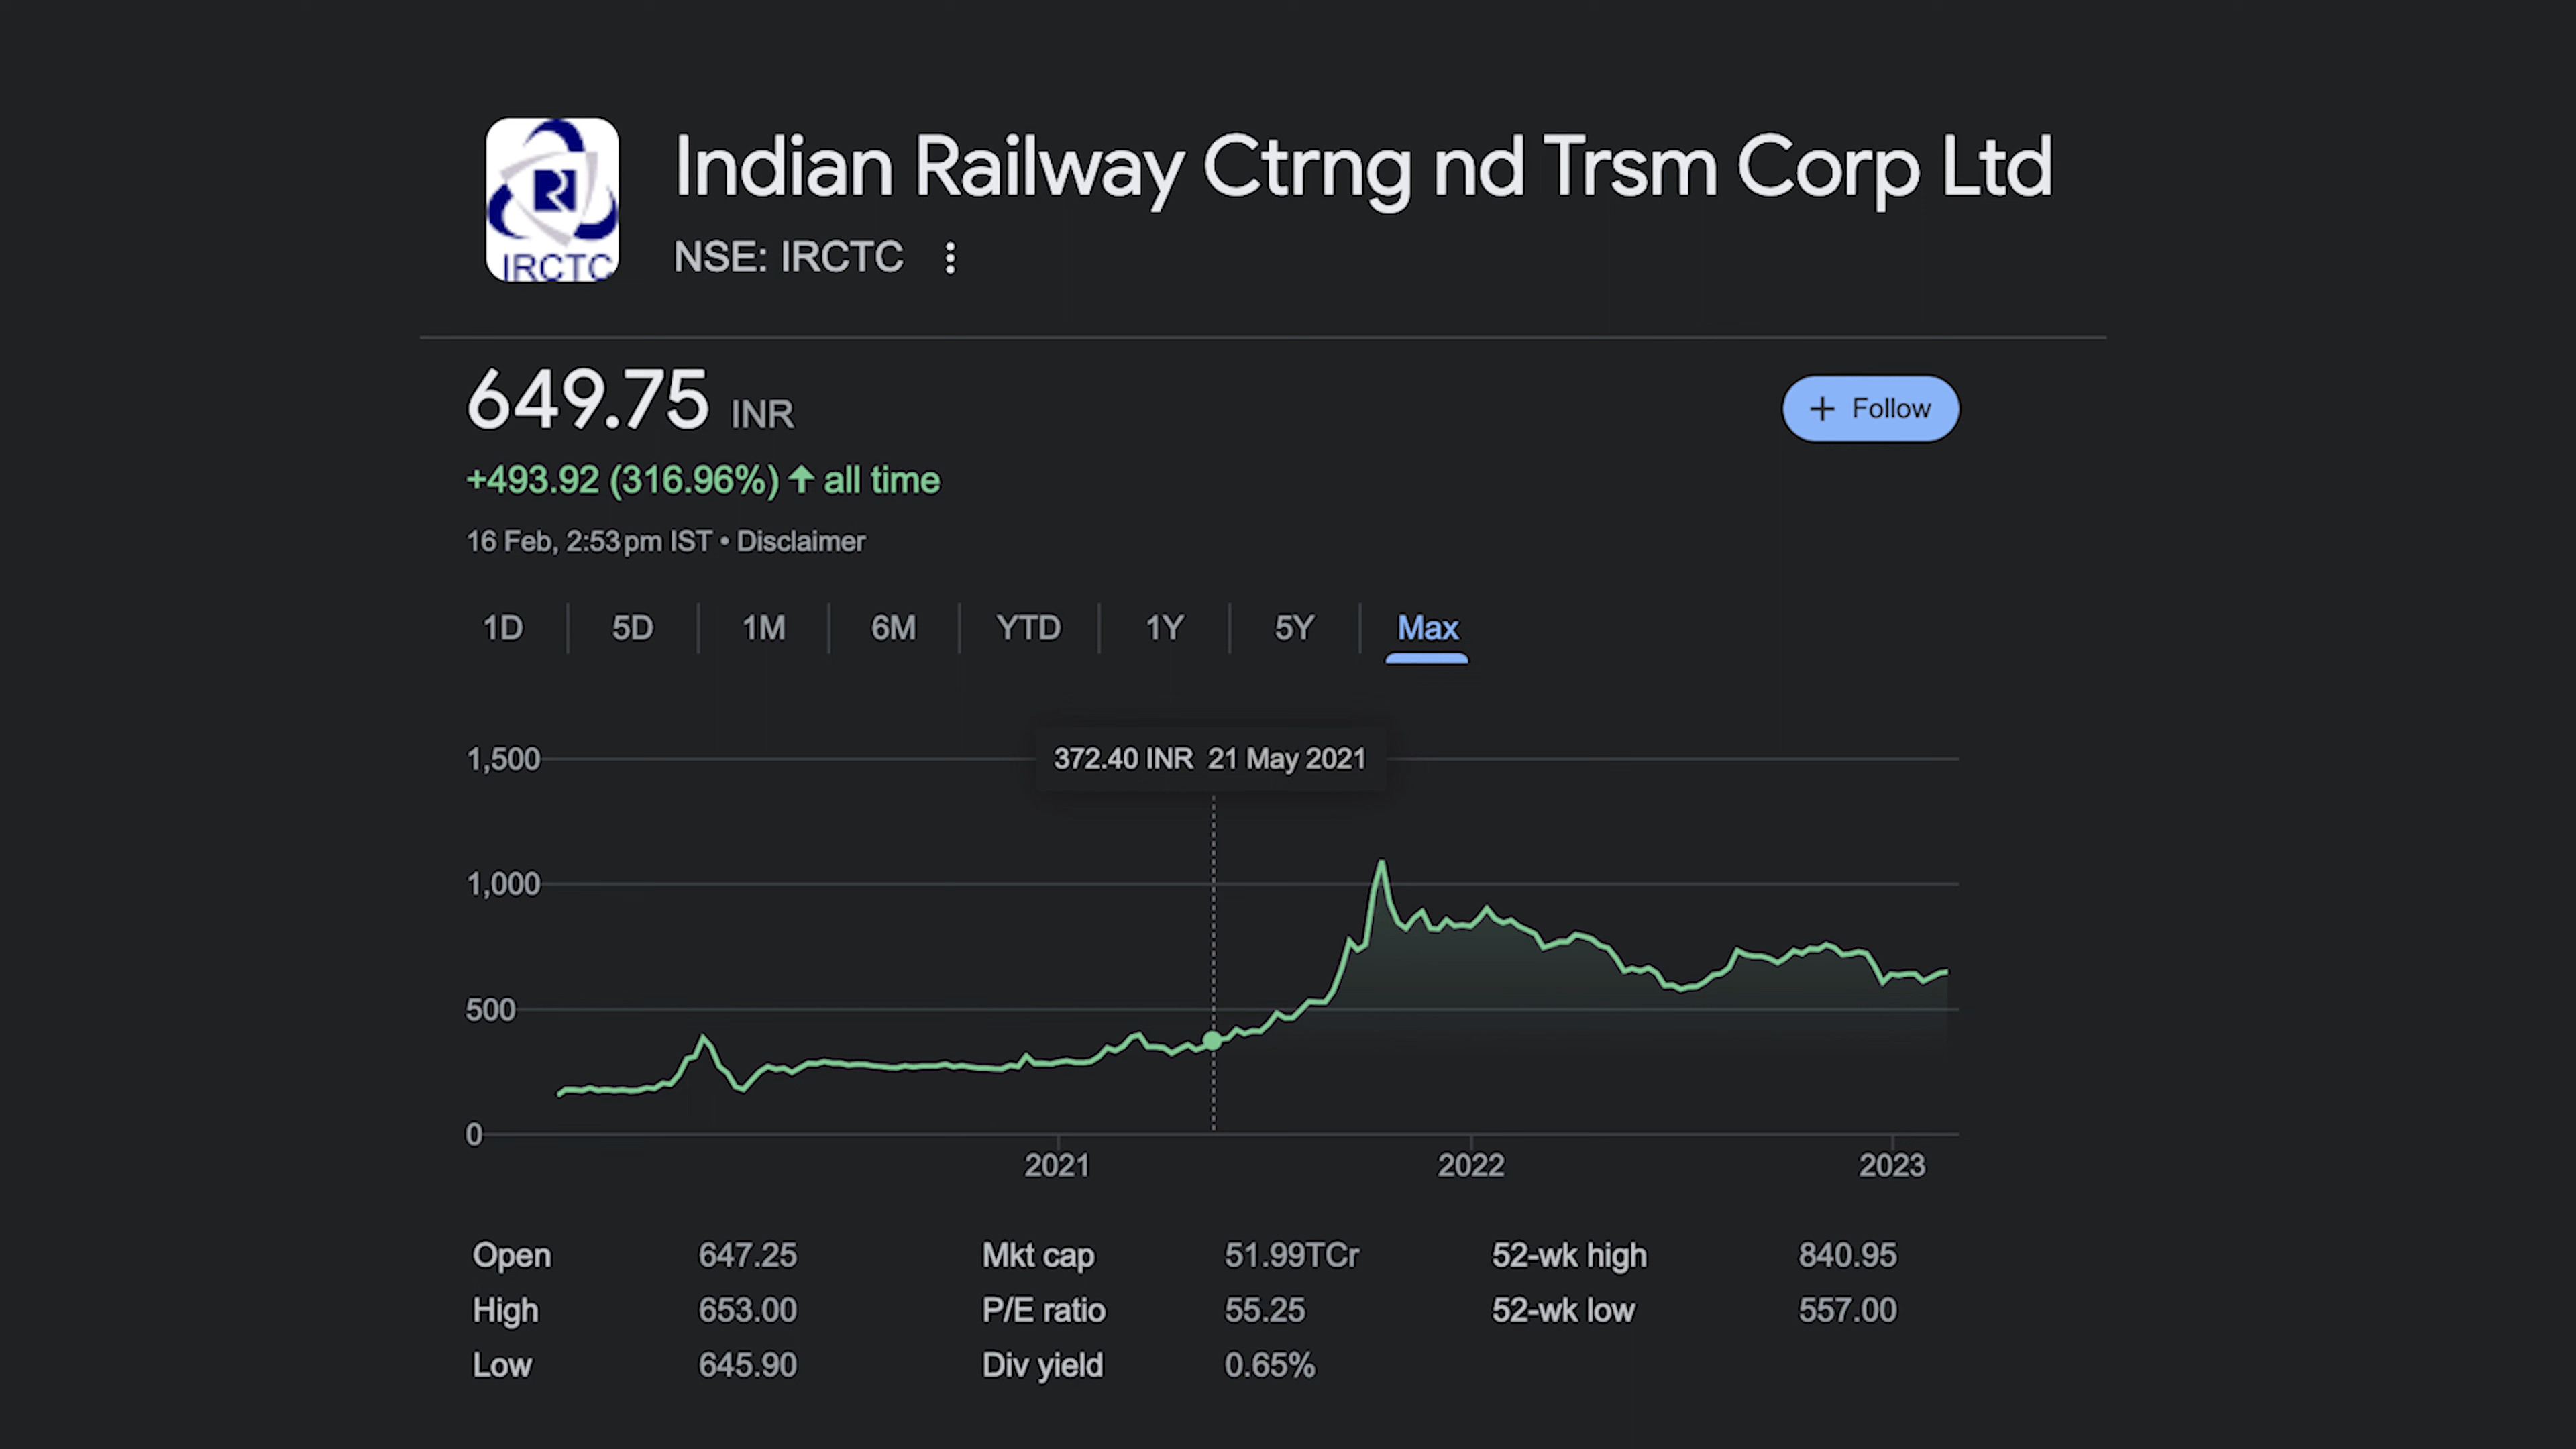 Indian Railway Ctrng nd Trsm Corp Ltd
IRCTC
NSE: IRCTC
649.75 INR
+ Follow
+493.92 (316.96%) ↑ all time
16 Feb, 2:53 pm IST • Disclaimer
1D 5D 1M 6M YTD 1Y 5Y Max
372.40 INR 21 May 2021
1,500
1,000
500
0
2021 2022 2023
Open 647.25 Mkt cap 51.99TCr 52-wk high 840.95
High 653.00 P/E ratio 55.25 52-wk low 557.00
Low 645.90 Div yield 0.65%